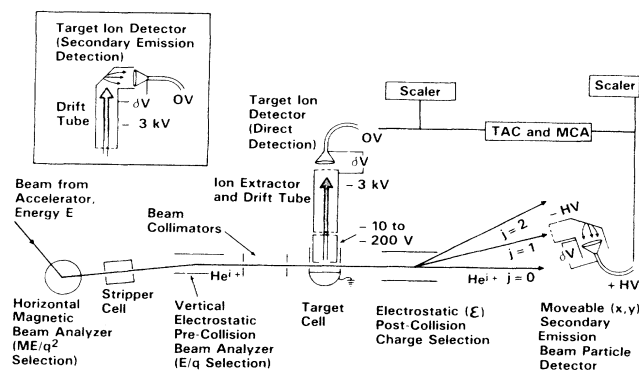 Target Ion Detector
(Secondary Emission
Detection)
δV
OV
Drift
Tube
- 3 kV
Target Ion
Detector
(Direct
Detection)
OV
δV
Scaler
Scaler
TAC and MCA
Ion Extractor
and Drift Tube
- 3 kV
- 10 to
- 200 V
Beam from
Accelerator,
Energy E
Beam
Collimators
j = 2
j = 1
- HV
δV
+ HV
Heⁱ⁺
Heⁱ⁺ j=0
Horizontal
Magnetic
Beam Analyzer
(ME/q²
Selection)
Stripper
Cell
Vertical
Electrostatic
Pre-Collision
Beam Analyzer
(E/q Selection)
Target
Cell
Electrostatic (Ɛ)
Post-Collision
Charge Selection
Moveable (x,y)
Secondary
Emission
Beam Particle
Detector